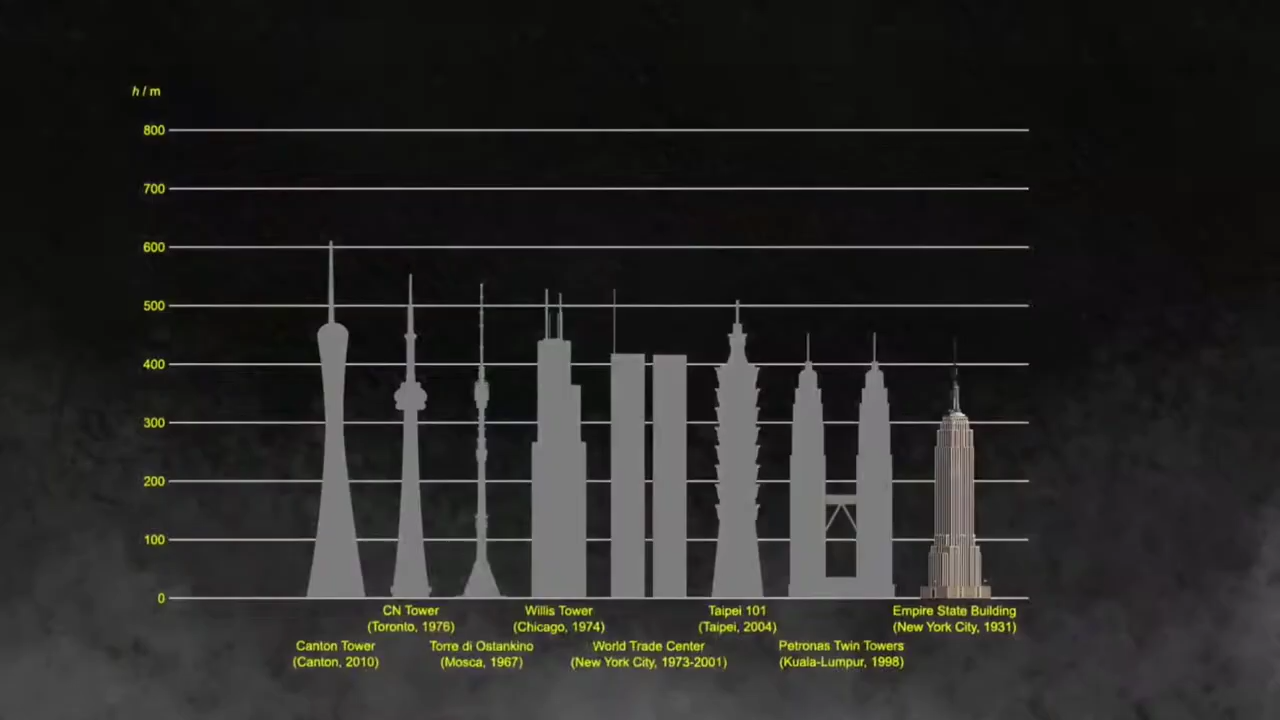 h / m
800
700
600
500
400
300
200
100
0
Canton Tower
(Canton, 2010)
CN Tower
(Toronto, 1976)
Torre di Ostankino
(Mosca, 1967)
Willis Tower
(Chicago, 1974)
World Trade Center
(New York City, 1973-2001)
Taipei 101
(Taipei, 2004)
Petronas Twin Towers
(Kuala-Lumpur, 1998)
Empire State Building
(New York City, 1931)